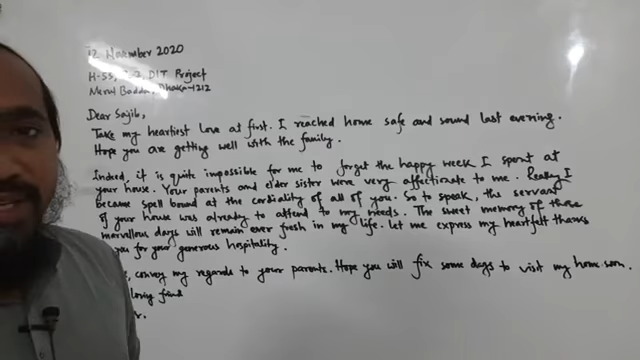 12 November 2020
H-55, R-2, DIT Project
Merul Badda, Dhaka-1212
Dear Sajib,
Take my heartiest love at first. I reached home safe and sound last evening.
Hope you are getting well with the family.
Indeed, it is quite impossible for me to forget the happy week I spent at
your house. Your parents and elder sister were very affectionate to me. Really I
became spell bound at the cordiality of all of you. So to speak, the servant
of your house was already to attend to my needs. The sweet memory of those
marvellous days will remain ever fresh in my life. Let me express my heartfelt thanks
you for your generous hospitality.
convey my regards to your parents. Hope you will fix some days to visit my home soon.